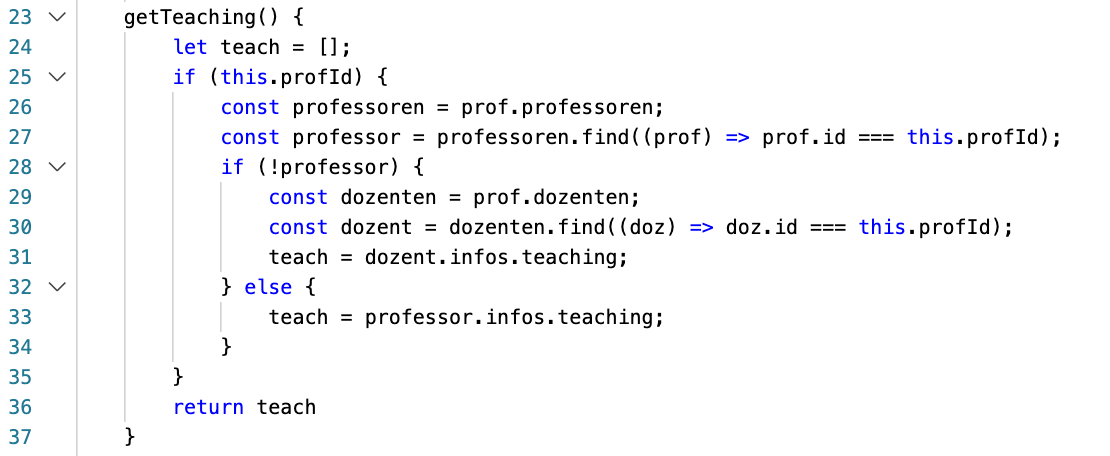 23 getTeaching() {
24 let teach = [];
25 if (this.profId) {
26 const professoren = prof.professoren;
27 const professor = professoren.find((prof) => prof.id === this.profId);
28 if (!professor) {
29 const dozenten = prof.dozenten;
30 const dozent = dozenten.find((doz) => doz.id === this.profId);
31 teach = dozent.infos.teaching;
32 } else {
33 teach = professor.infos.teaching;
34 }
35 }
36 return teach
37 }